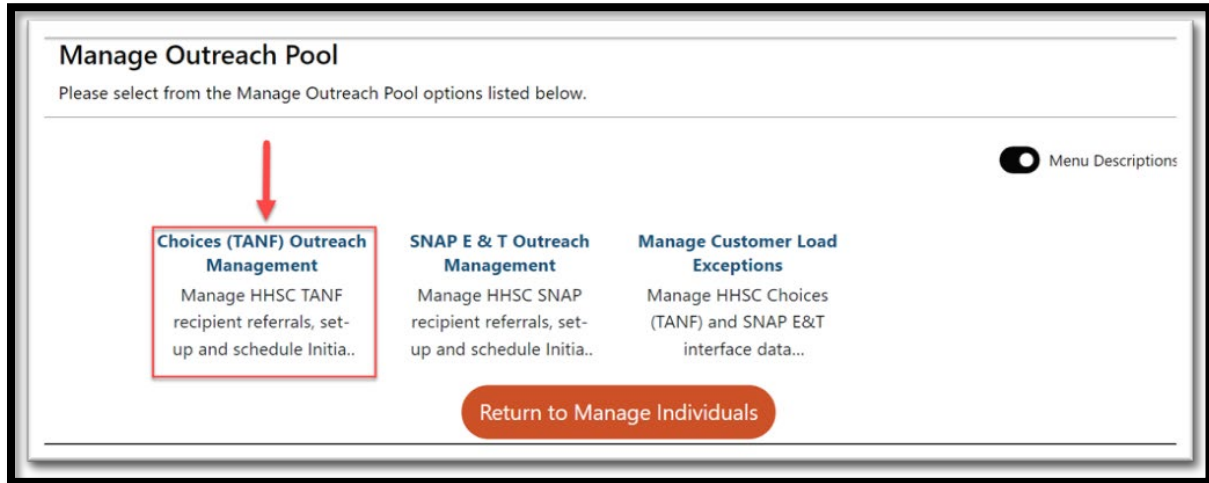 Manage Outreach Pool
Please select from the Manage Outreach Pool options listed below.
Menu Descriptions
Choices (TANF) Outreach
Management
Manage HHSC TANF
recipient referrals, set-
up and schedule Initia..
SNAP E & T Outreach
Management
Manage HHSC SNAP
recipient referrals, set-
up and schedule Initia..
Manage Customer Load
Exceptions
Manage HHSC Choices
(TANF) and SNAP E&T
interface data...
Return to Manage Individuals